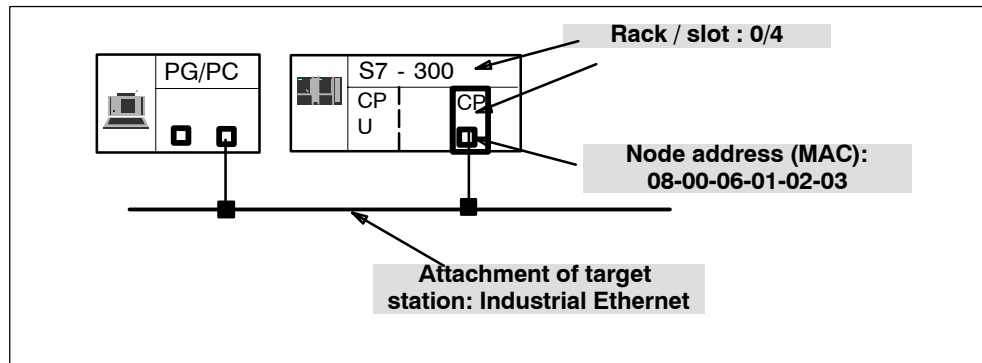 Rack / slot : 0/4
PG/PC
S7 - 300
CP
U
CP
Node address (MAC):
08-00-06-01-02-03
Attachment of target
station: Industrial Ethernet